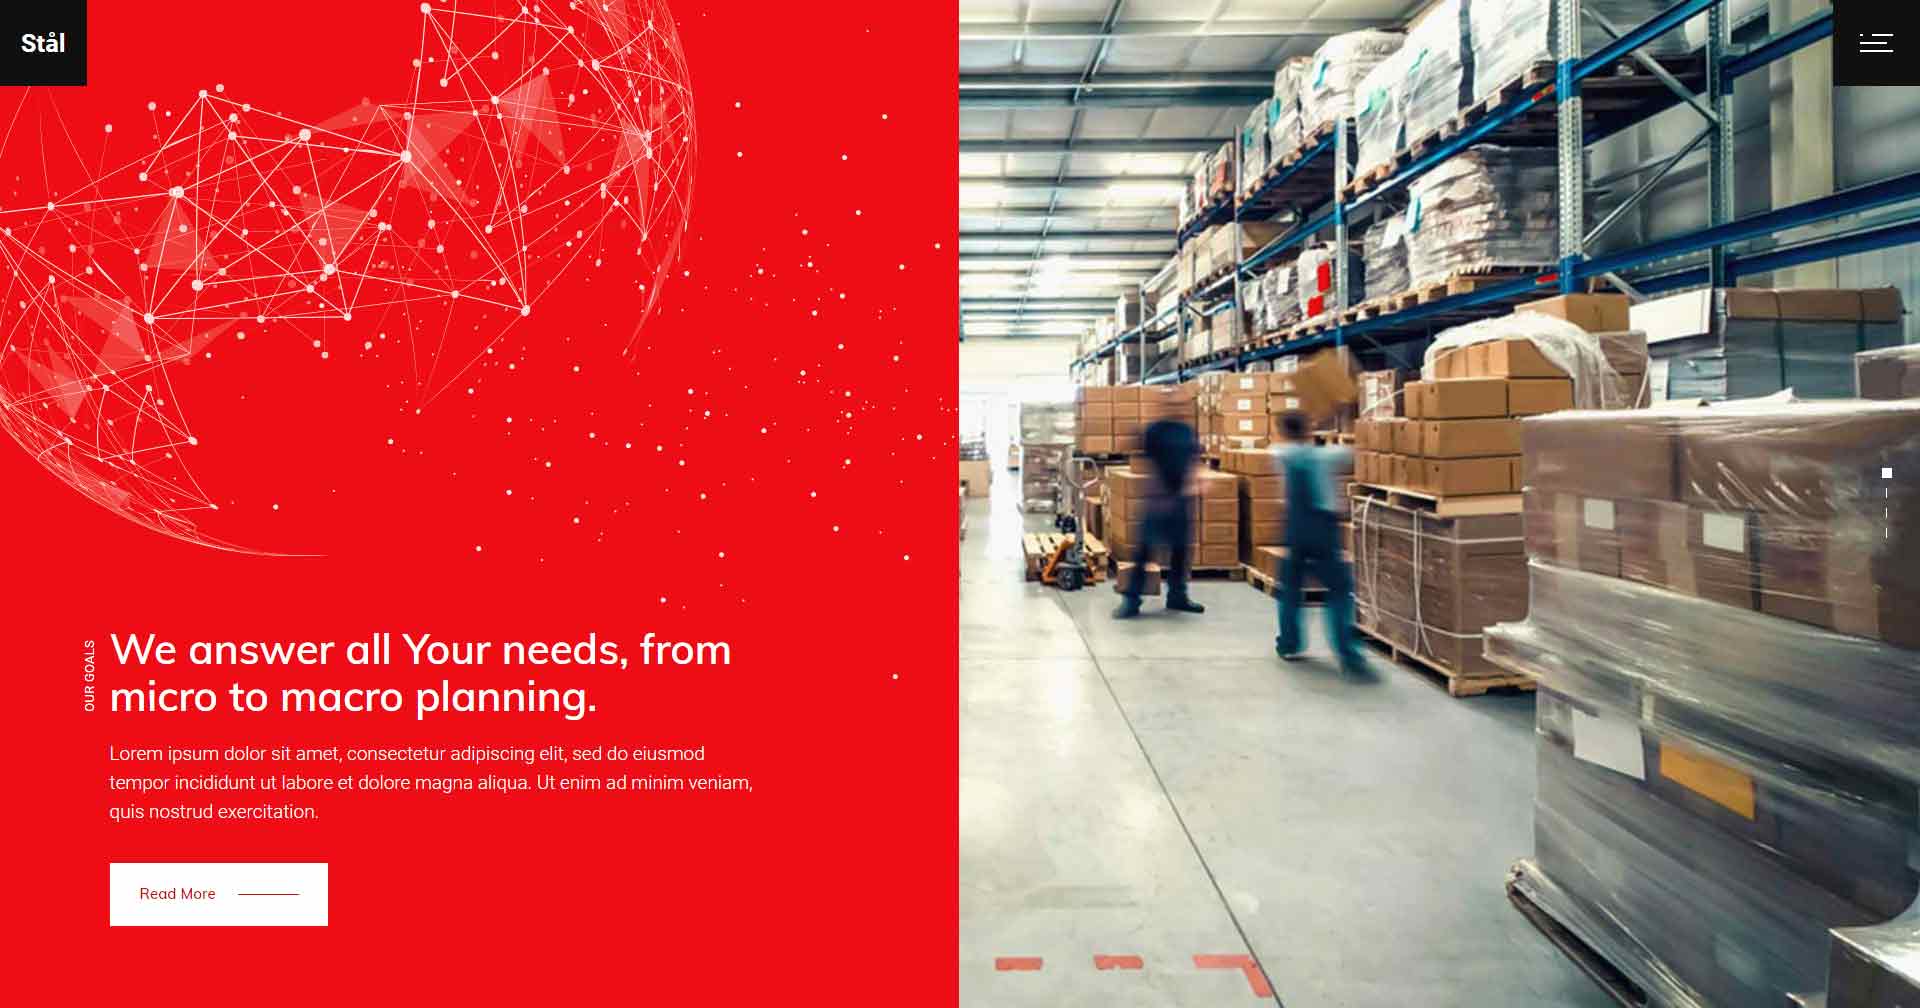 Stål
OUR GOALS
We answer all Your needs, from
micro to macro planning.
Lorem ipsum dolor sit amet, consectetur adipiscing elit, sed do eiusmod
tempor incididunt ut labore et dolore magna aliqua. Ut enim ad minim veniam,
quis nostrud exercitation.
Read More